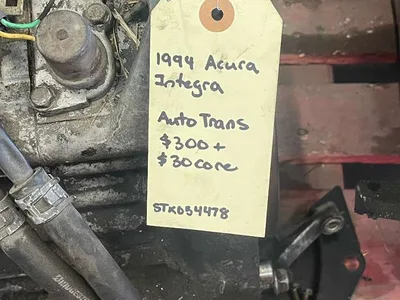 1994 Acura
Integra
Auto Trans
$300 +
$30 core
STK054478